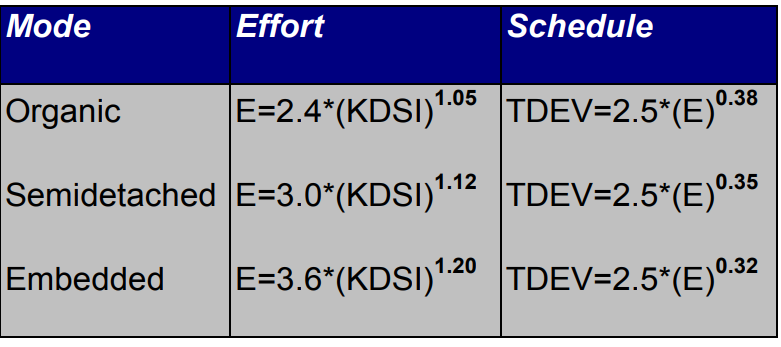 Mode Effort Schedule
Organic E=2.4*(KDSI)^1.05 TDEV=2.5*(E)^0.38
Semidetached E=3.0*(KDSI)^1.12 TDEV=2.5*(E)^0.35
Embedded E=3.6*(KDSI)^1.20 TDEV=2.5*(E)^0.32